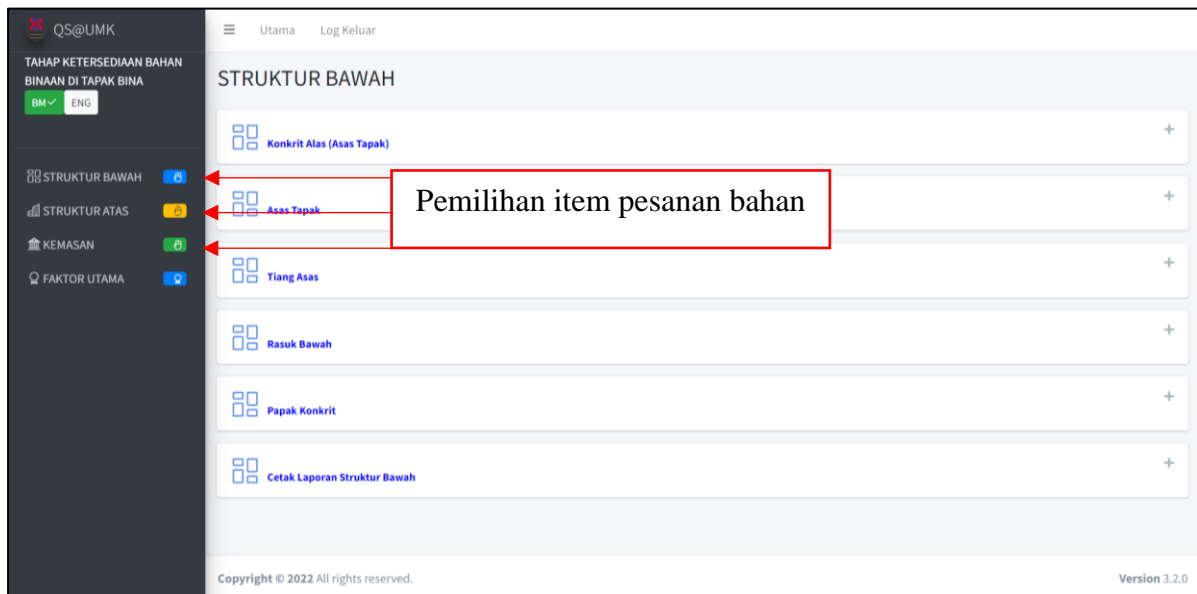 QS@UMK
TAHAP KETERSEDIAAN BAHAN
BINAAN DI TAPAK BINA
BM ENG
STRUKTUR BAWAH
STRUKTUR ATAS
KEMASAN
FAKTOR UTAMA
Utama Log Keluar
STRUKTUR BAWAH
Konkrit Alas (Asas Tapak)
Asas Tapak
Pemilihan item pesanan bahan
Tiang Asas
Rasuk Bawah
Papak Konkrit
Cetak Laporan Struktur Bawah
Copyright © 2022 All rights reserved.
Version 3.2.0